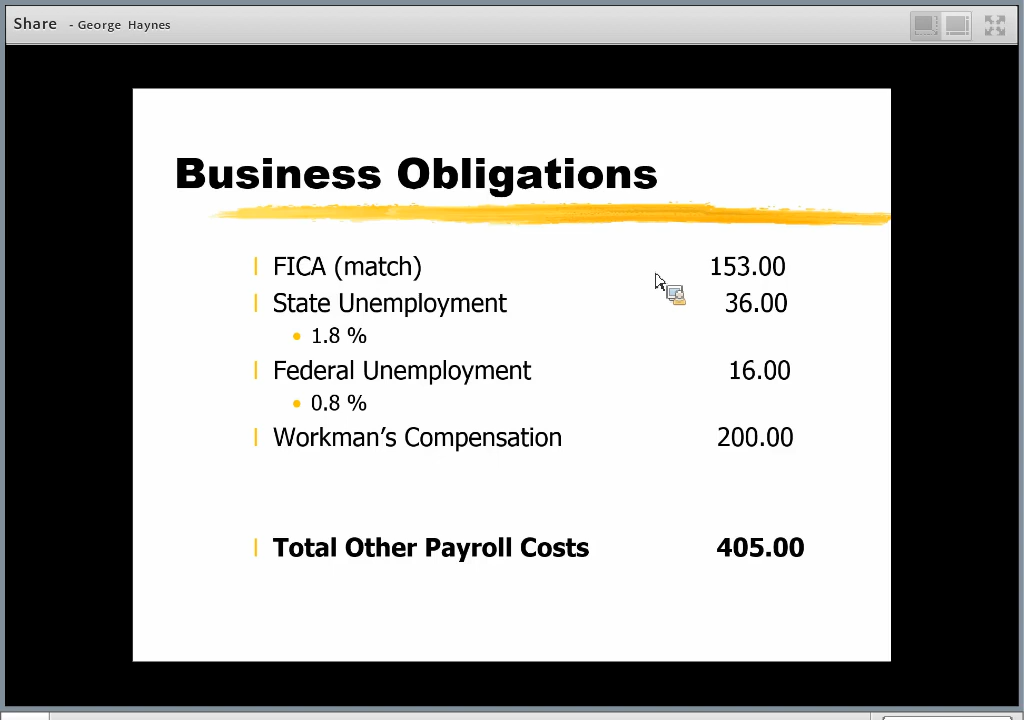 Share - George Haynes
Business Obligations
FICA (match) 153.00
State Unemployment 36.00
1.8 %
Federal Unemployment 16.00
0.8 %
Workman's Compensation 200.00
Total Other Payroll Costs 405.00